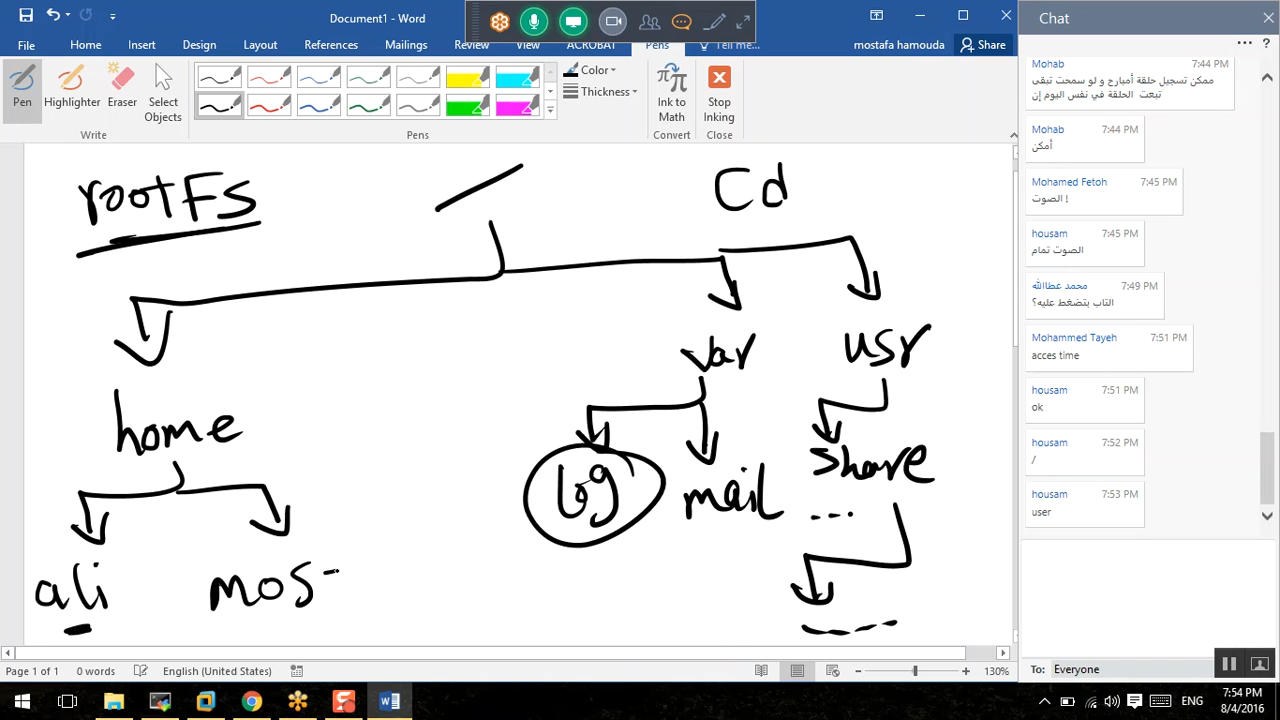 Document1 - Word
Chat
File Home Insert Design Layout References Mailings Review View ACROBAT Pens Tell me... mostafa hamouda Share
Pen Highlighter Eraser Select Objects
Color
Thickness
Ink to Math
Stop Inking
Write Pens Convert Close
rootFs / Cd
home var usr
log mail share
...
ali mos
Mohab 7:44 PM
ممكن تسجيل حلقة أمبارح و لو سمحت تبقى
تبعت الحلقة في نفس اليوم إن
Mohab 7:44 PM
أمكن
Mohamed Fetoh 7:45 PM
الصوت !
housam 7:45 PM
الصوت تمام
محمد عطاالله 7:49 PM
التاب بتضغط عليه؟
Mohammed Tayeh 7:51 PM
acces time
housam 7:51 PM
ok
housam 7:52 PM
/
housam 7:53 PM
user
To: Everyone
Page 1 of 1 0 words English (United States) 130%
ENG 7:54 PM
8/4/2016